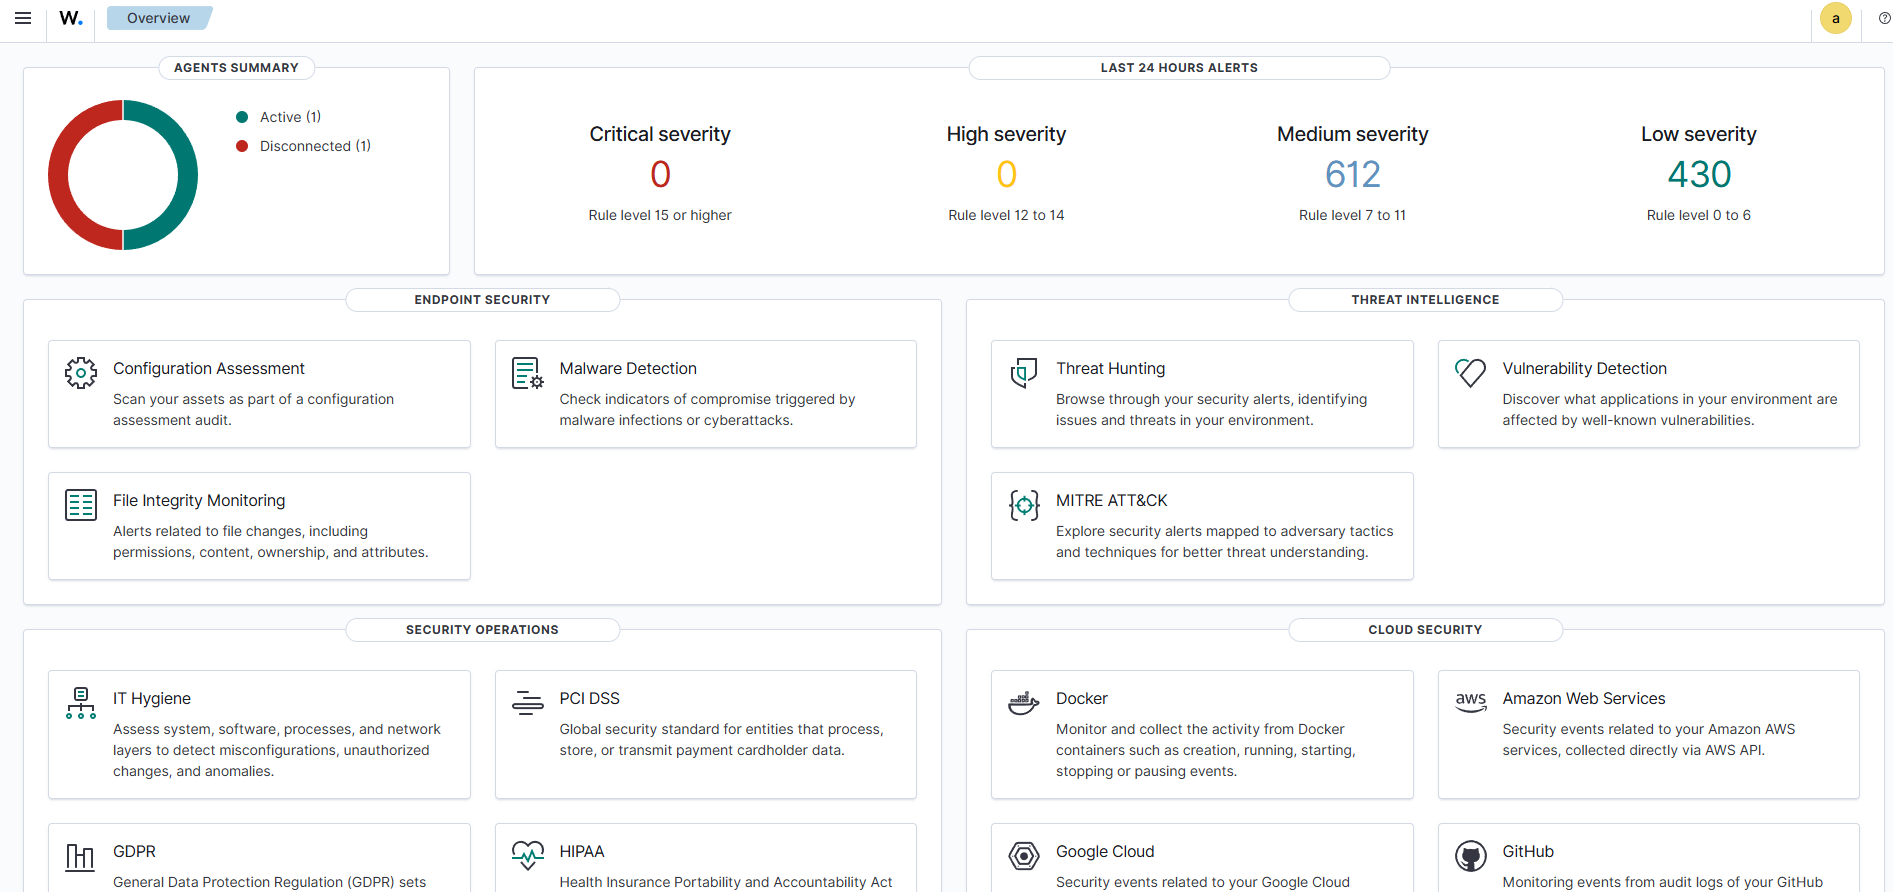 W.
Overview
a
AGENTS SUMMARY
Active (1)
Disconnected (1)
LAST 24 HOURS ALERTS
Critical severity
0
Rule level 15 or higher
High severity
0
Rule level 12 to 14
Medium severity
612
Rule level 7 to 11
Low severity
430
Rule level 0 to 6
ENDPOINT SECURITY
Configuration Assessment
Scan your assets as part of a configuration
assessment audit.
Malware Detection
Check indicators of compromise triggered by
malware infections or cyberattacks.
File Integrity Monitoring
Alerts related to file changes, including
permissions, content, ownership, and attributes.
THREAT INTELLIGENCE
Threat Hunting
Browse through your security alerts, identifying
issues and threats in your environment.
Vulnerability Detection
Discover what applications in your environment are
affected by well-known vulnerabilities.
MITRE ATT&CK
Explore security alerts mapped to adversary tactics
and techniques for better threat understanding.
SECURITY OPERATIONS
IT Hygiene
Assess system, software, processes, and network
layers to detect misconfigurations, unauthorized
changes, and anomalies.
PCI DSS
Global security standard for entities that process,
store, or transmit payment cardholder data.
GDPR
General Data Protection Regulation (GDPR) sets
HIPAA
Health Insurance Portability and Accountability Act
CLOUD SECURITY
Docker
Monitor and collect the activity from Docker
containers such as creation, running, starting,
stopping or pausing events.
aws
Amazon Web Services
Security events related to your Amazon AWS
services, collected directly via AWS API.
Google Cloud
Security events related to your Google Cloud
GitHub
Monitoring events from audit logs of your GitHub